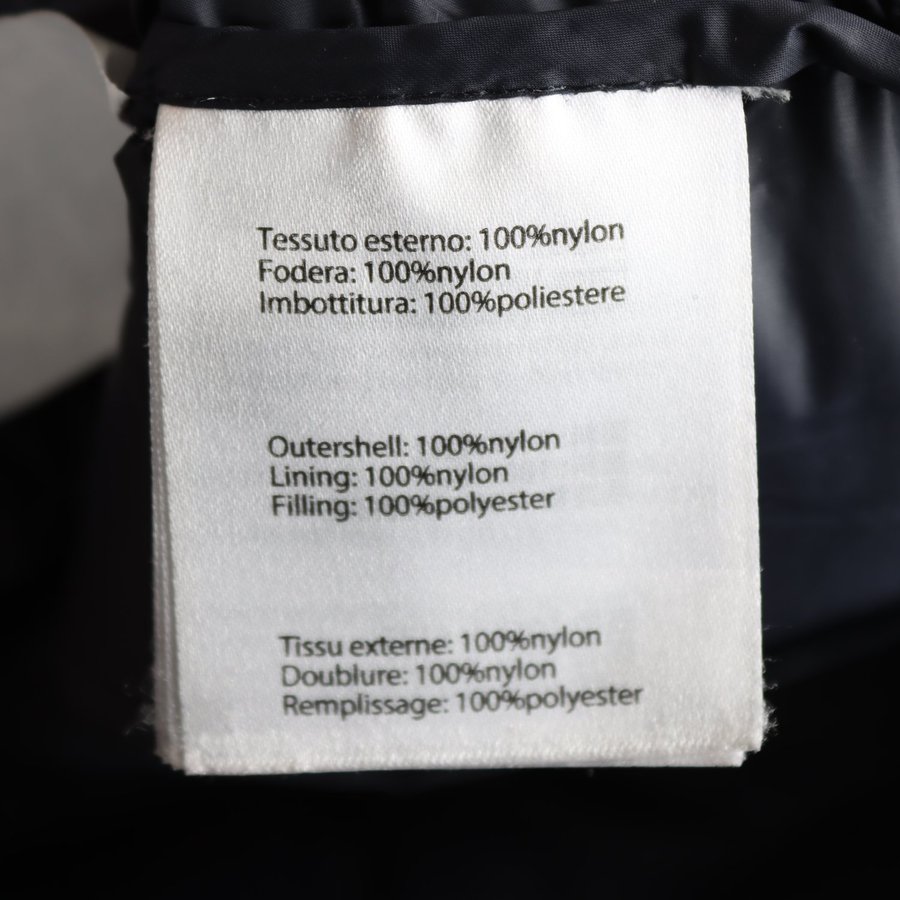 Tessuto esterno: 100%nylon
Fodera: 100%nylon
Imbottitura: 100%poliestere
Outershell: 100%nylon
Lining: 100%nylon
Filling: 100%polyester
Tissu externe: 100%nylon
Doublure: 100%nylon
Remplissage: 100%polyester